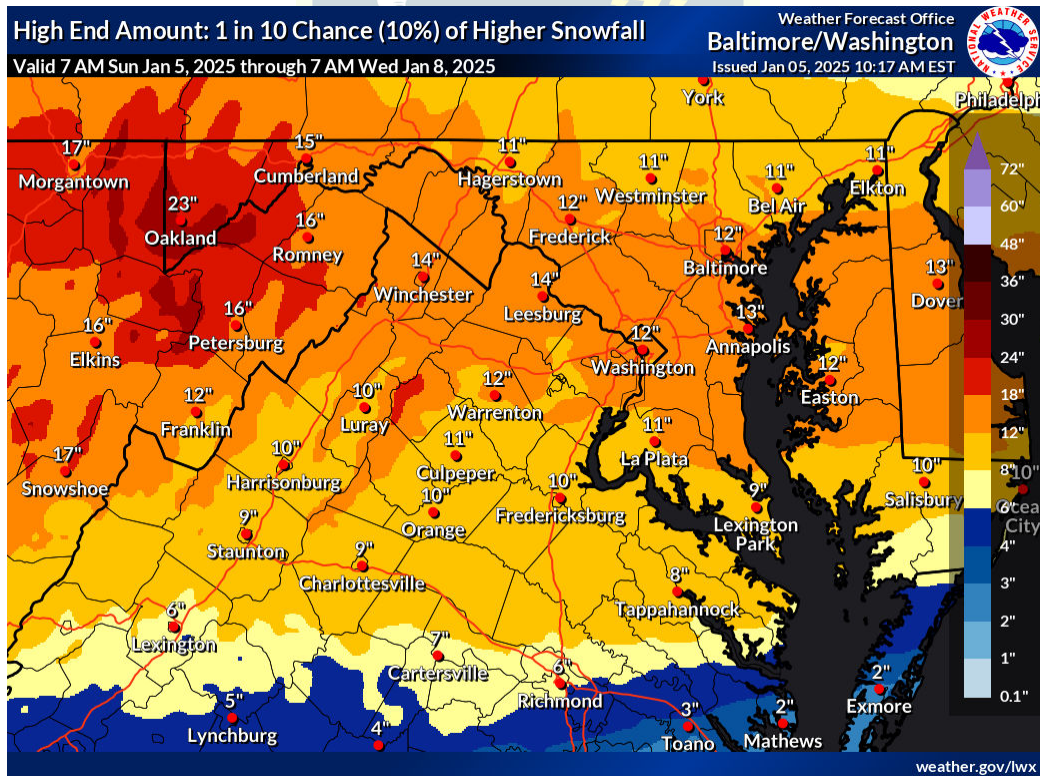 High End Amount: 1 in 10 Chance (10%) of Higher Snowfall
Valid 7 AM Sun Jan 5, 2025 through 7 AM Wed Jan 8, 2025
Weather Forecast Office
Baltimore/Washington
Issued Jan 05, 2025 10:17 AM EST
NATIONAL WEATHER SERVICE
York
Philadelph
17"
Morgantown
15"
Cumberland
11"
Hagerstown
11"
Westminster
11"
Bel Air
11"
Elkton
23"
Oakland
16"
Romney
12"
Frederick
12"
Baltimore
14"
Winchester
14"
Leesburg
13"
Dover
16"
Elkins
16"
Petersburg
12"
Washington
13"
Annapolis
12"
Easton
12"
Franklin
10"
Luray
12"
Warrenton
11"
La Plata
17"
Snowshoe
10"
Harrisonburg
11"
Culpeper
10"
Orange
10"
Fredericksburg
9"
Lexington
Park
10"
Salisbury
10"
Ocea
City
9"
Staunton
9"
Charlottesville
8"
Tappahannock
6"
Lexington
7"
Cartersville
6"
Richmond
5"
Lynchburg
4"
3"
Toano
2"
Mathews
2"
Exmore
72"
60"
48"
36"
30"
24"
18"
12"
8"
6"
4"
3"
2"
1"
0.1"
weather.gov/lwx